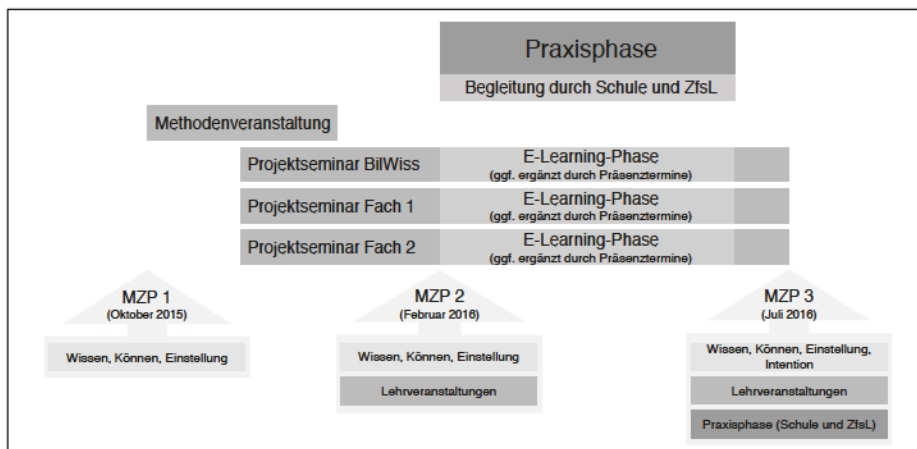 Praxisphase
Begleitung durch Schule und ZfsL
Methodenveranstaltung
Projektseminar BilWiss
E-Learning-Phase
(ggf. ergänzt durch Präsenztermine)
Projektseminar Fach 1
E-Learning-Phase
(ggf. ergänzt durch Präsenztermine)
Projektseminar Fach 2
E-Learning-Phase
(ggf. ergänzt durch Präsenztermine)
MZP 1
(Oktober 2015)
Wissen, Können, Einstellung
MZP 2
(Februar 2016)
Wissen, Können, Einstellung
Lehrveranstaltungen
MZP 3
(Juli 2016)
Wissen, Können, Einstellung,
Intention
Lehrveranstaltungen
Praxisphase (Schule und ZfsL)